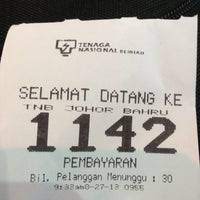 TENAGA
NASIONAL BERHAD
SELAMAT DATANG KE
TNB JOHOR BAHRU
1142
PEMBAYARAN
Bil. Pelanggan Menunggu : 30